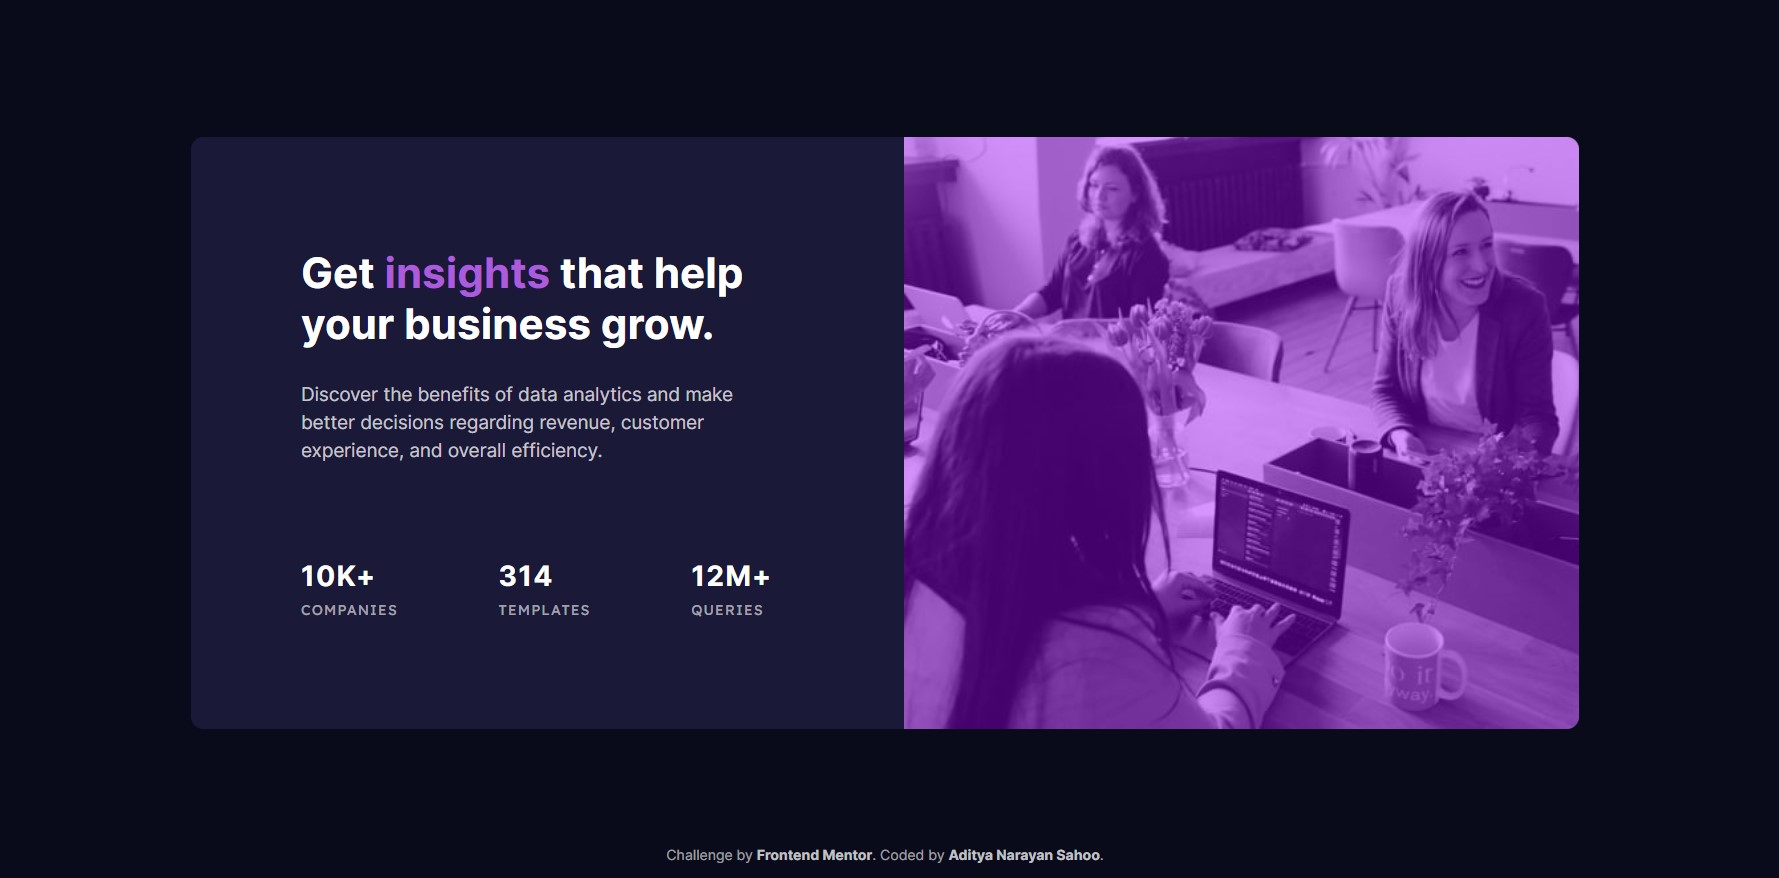 Get insights that help
your business grow.
Discover the benefits of data analytics and make
better decisions regarding revenue, customer
experience, and overall efficiency.
10K+
COMPANIES
314
TEMPLATES
12M+
QUERIES
way.
Challenge by Frontend Mentor. Coded by Aditya Narayan Sahoo.